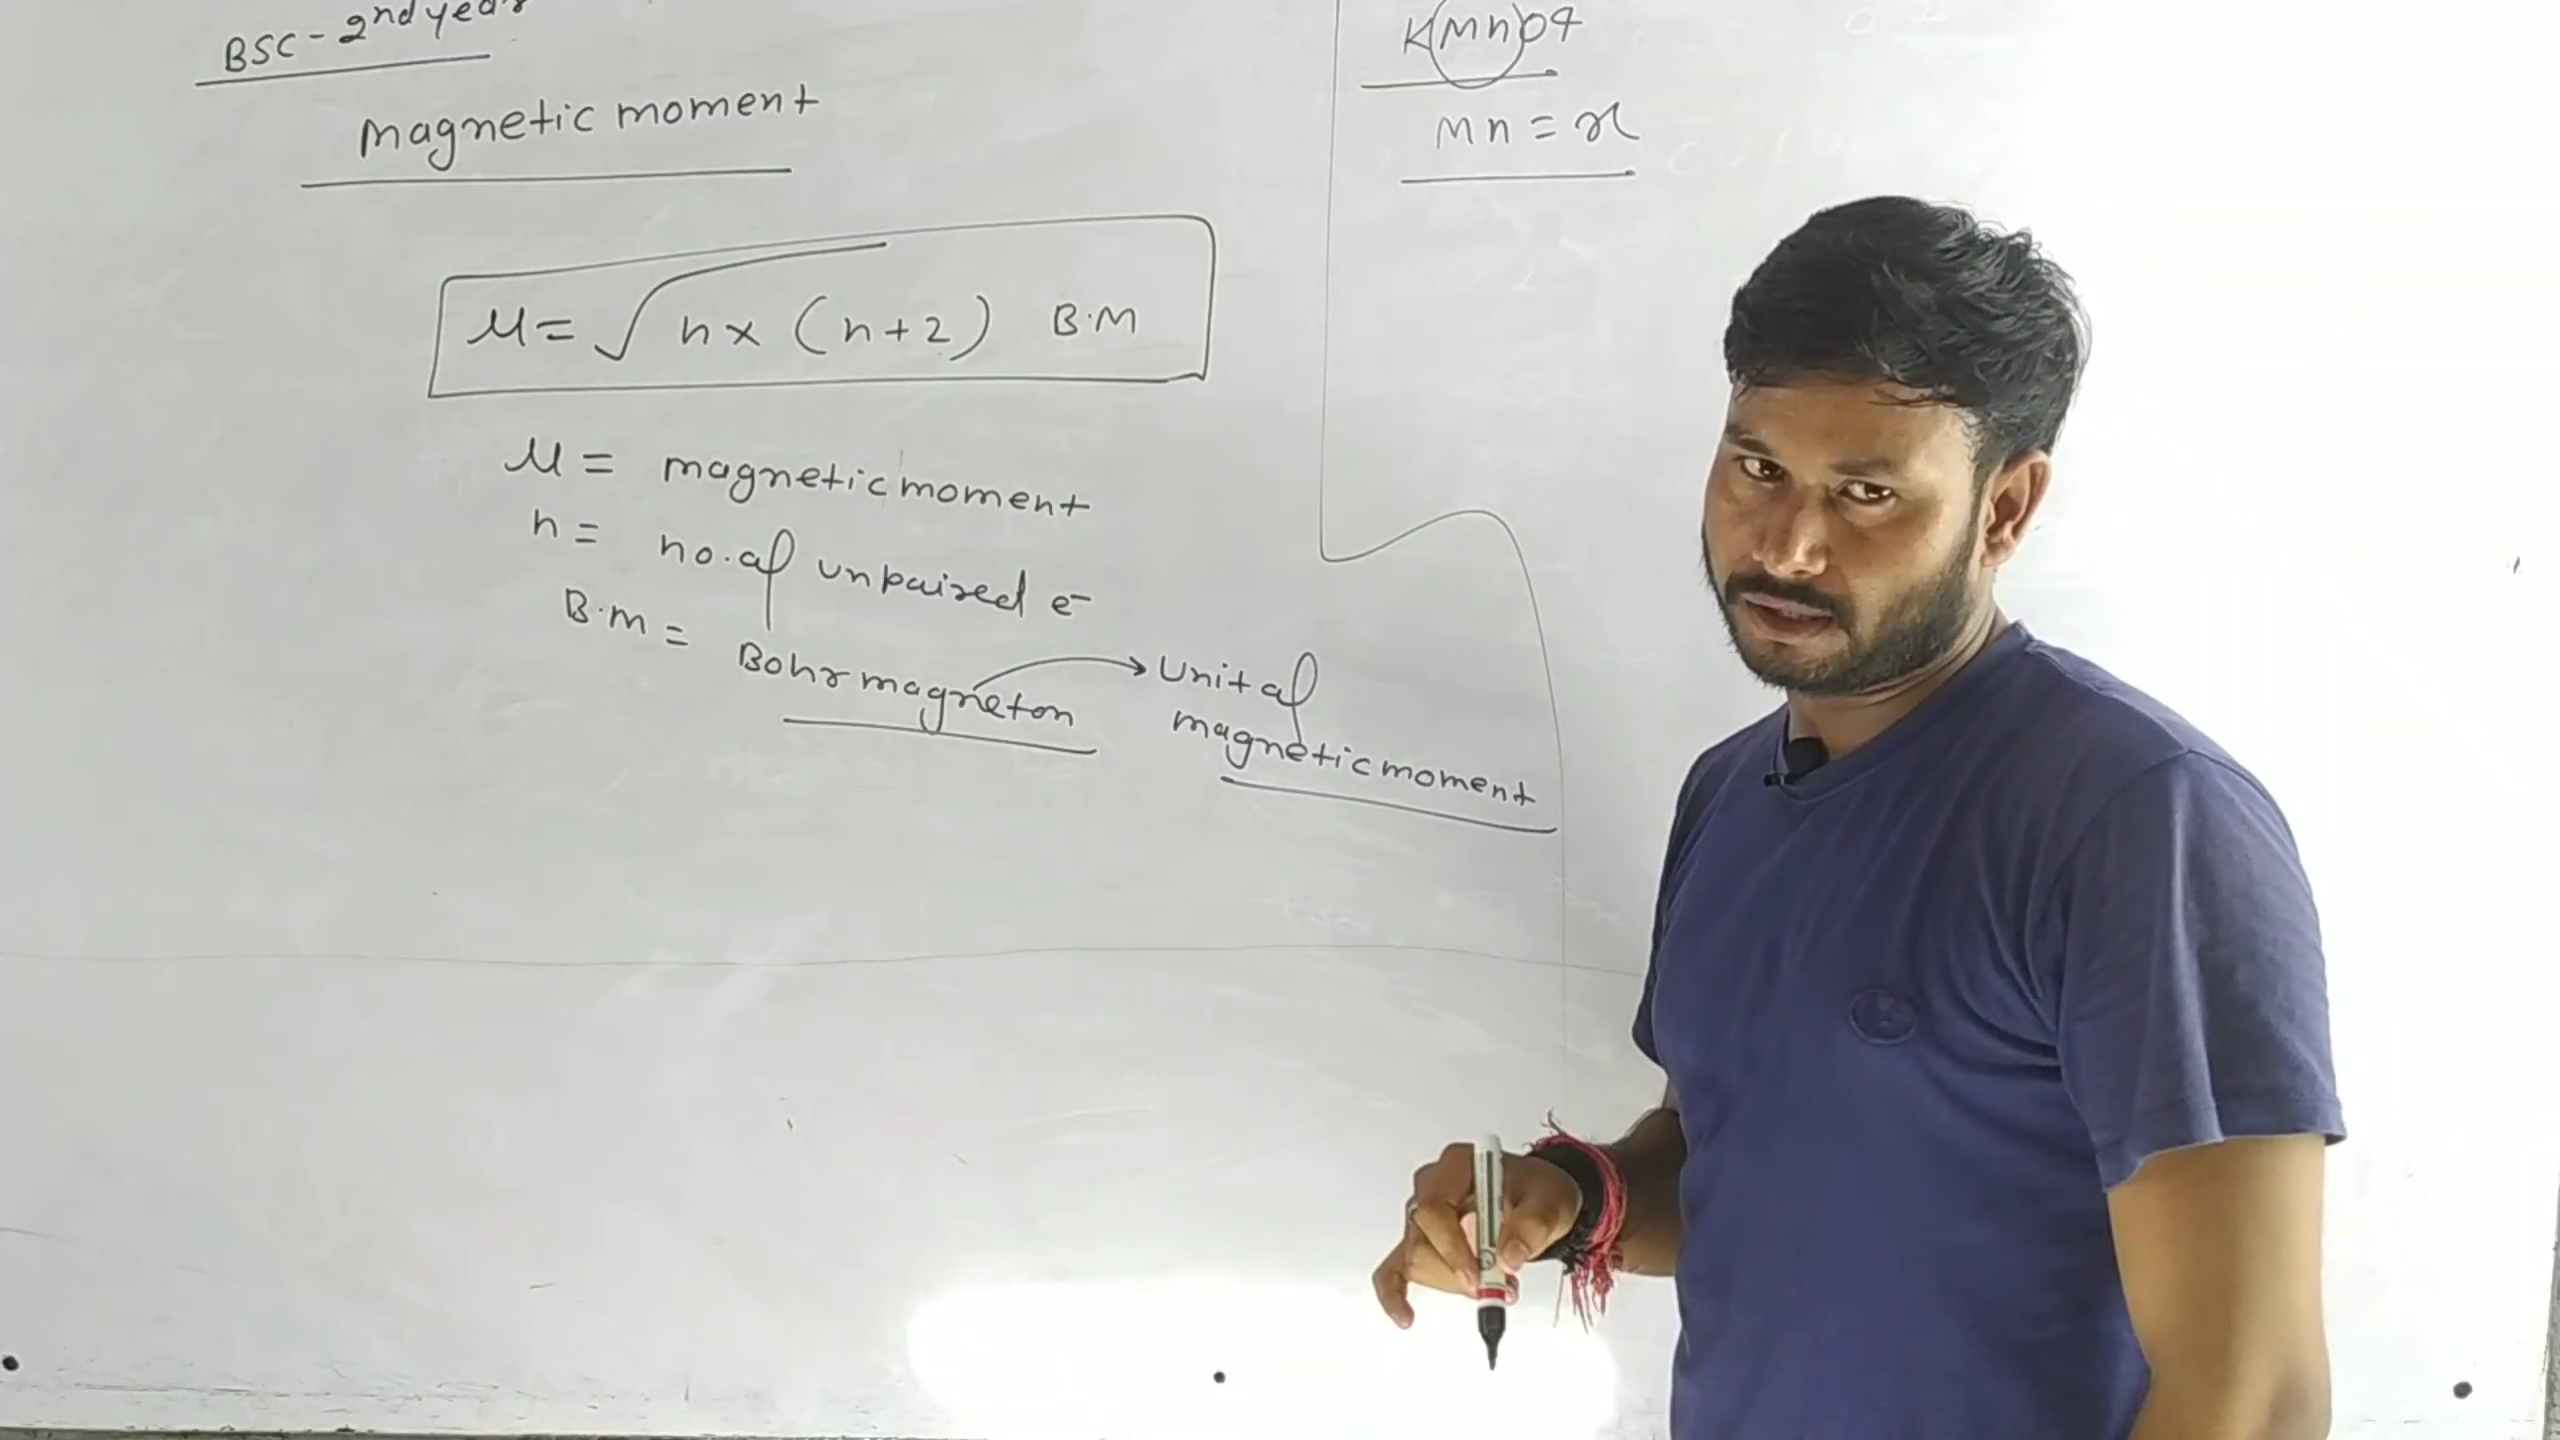 BSC - 2nd year
Magnetic moment
μ = √ n x (n+2) B.M
μ = magnetic moment
n = no. of unpaired e⁻
B.m = Bohr magneton → Unit of
magnetic moment
KMnO4
Mn = x